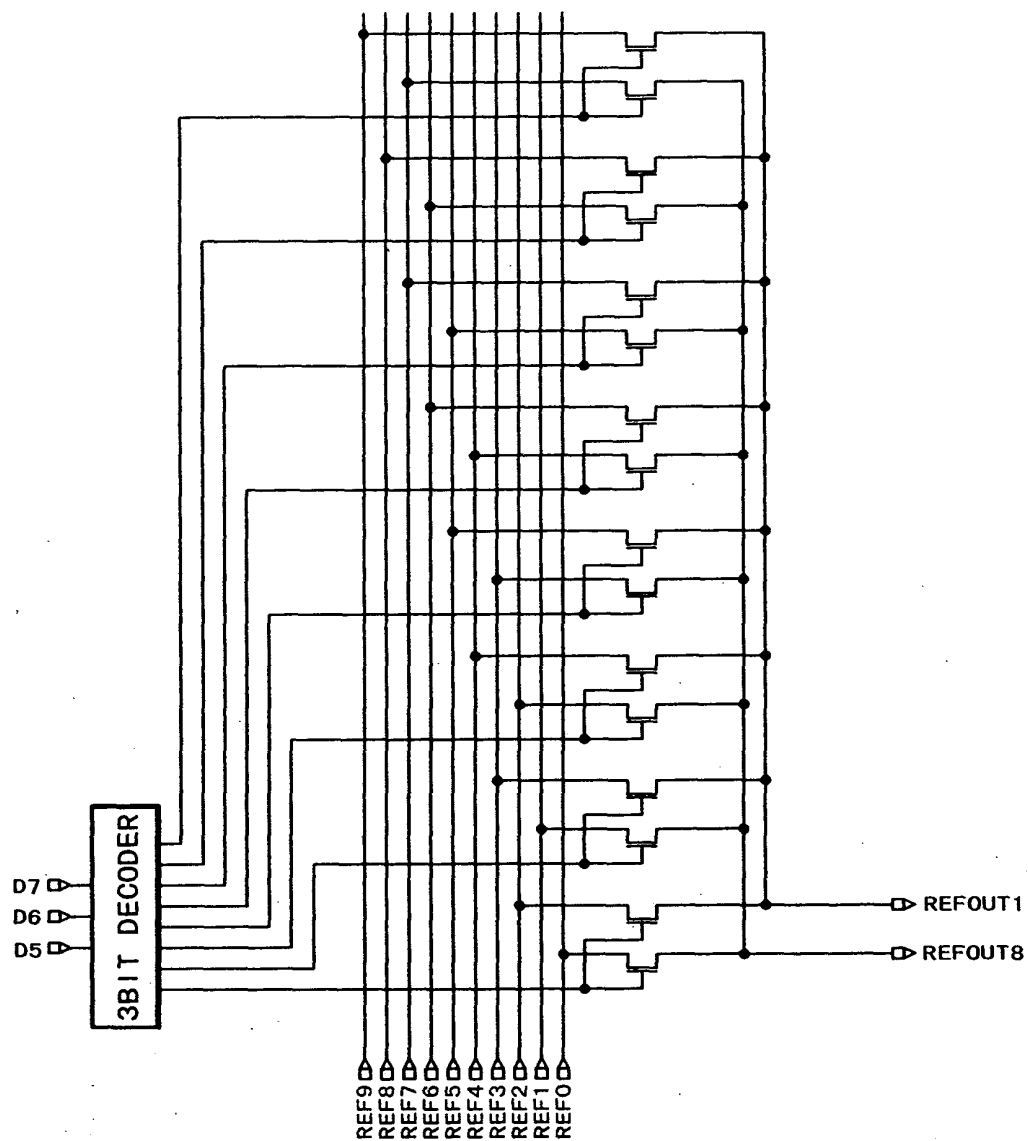 3BIT DECODER
D7
D6
D5
REFOUT1
REFOUT8
REF9
REF8
REF7
REF6
REF5
REF4
REF3
REF2
REF1
REF0